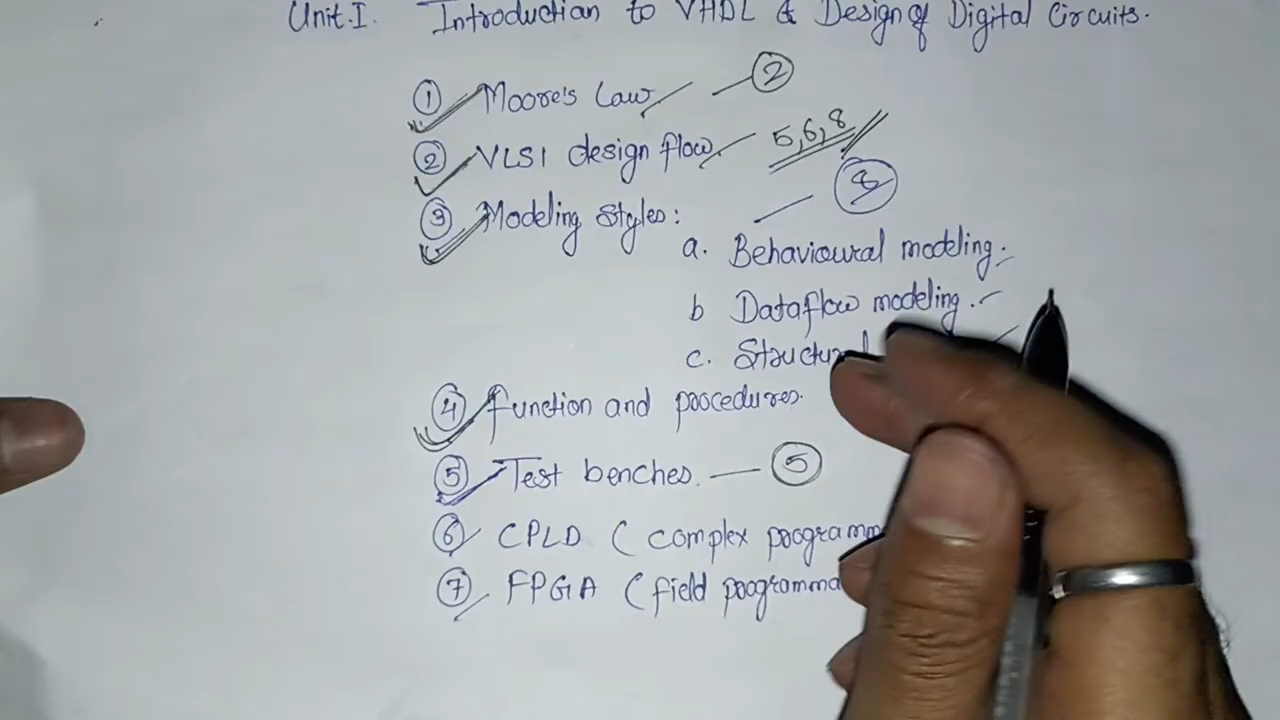 Unit.I. Introduction to VHDL & Design of Digital Circuits.
① Moore's Law — ②
② VLSI design flow. 5,6,8
③ Modeling Styles: — ⑧
a. Behavioural modeling.
b Dataflow modeling.
c. Structural
④ function and procedures.
⑤ Test benches. — ⑤
⑥ CPLD ( complex programm
⑦ FPGA ( field programma